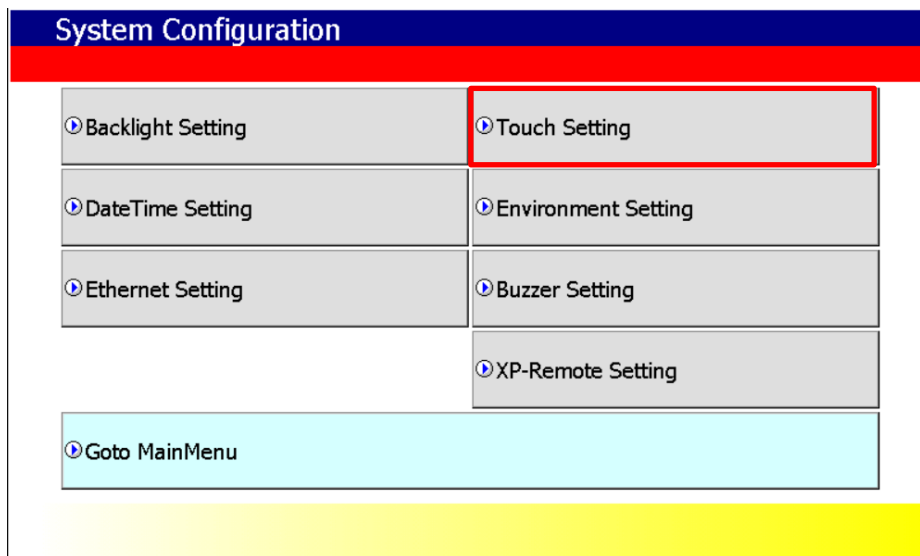 System Configuration
Backlight Setting
Touch Setting
DateTime Setting
Environment Setting
Ethernet Setting
Buzzer Setting
XP-Remote Setting
Goto MainMenu